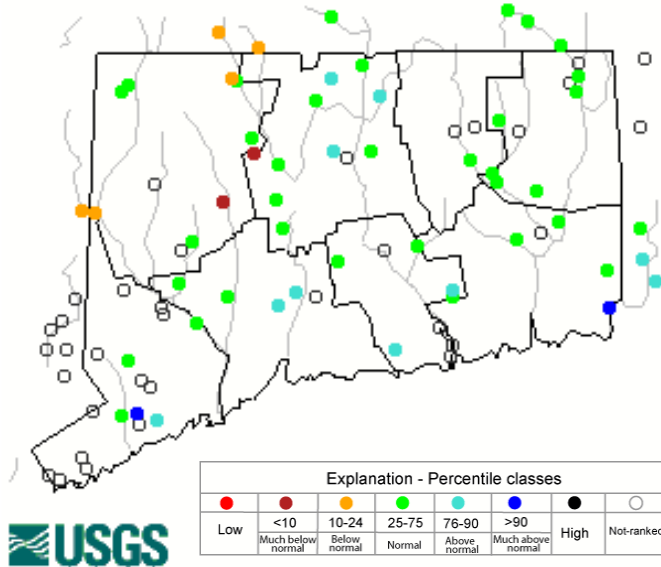 Explanation - Percentile classes
Low
<10
10-24
25-75
76-90
>90
High
Not-ranked
Much below normal
Below normal
Normal
Above normal
Much above normal
USGS